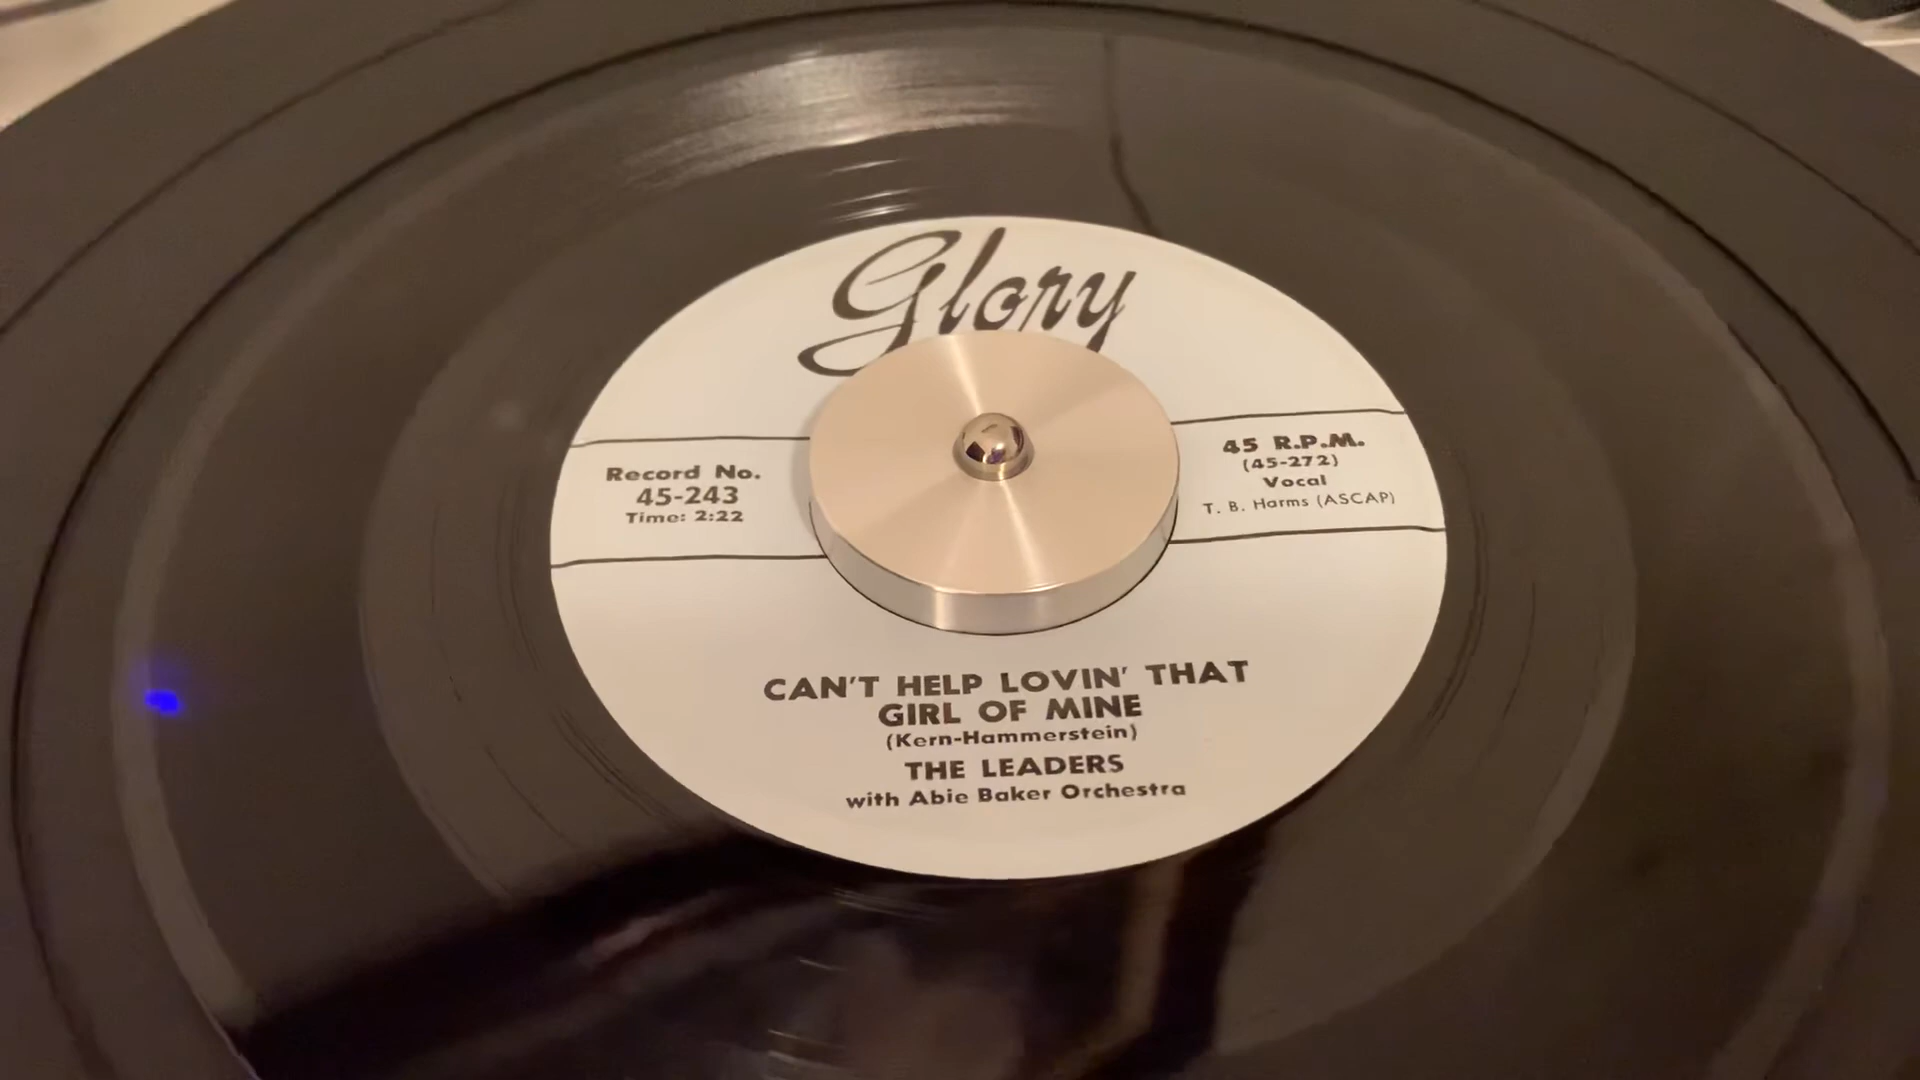 Glory
Record No.
45-243
Time: 2:22
45 R.P.M.
(45-272)
Vocal
T. B. Harms (ASCAP)
CAN'T HELP LOVIN' THAT
GIRL OF MINE
(Kern-Hammerstein)
THE LEADERS
with Abie Baker Orchestra